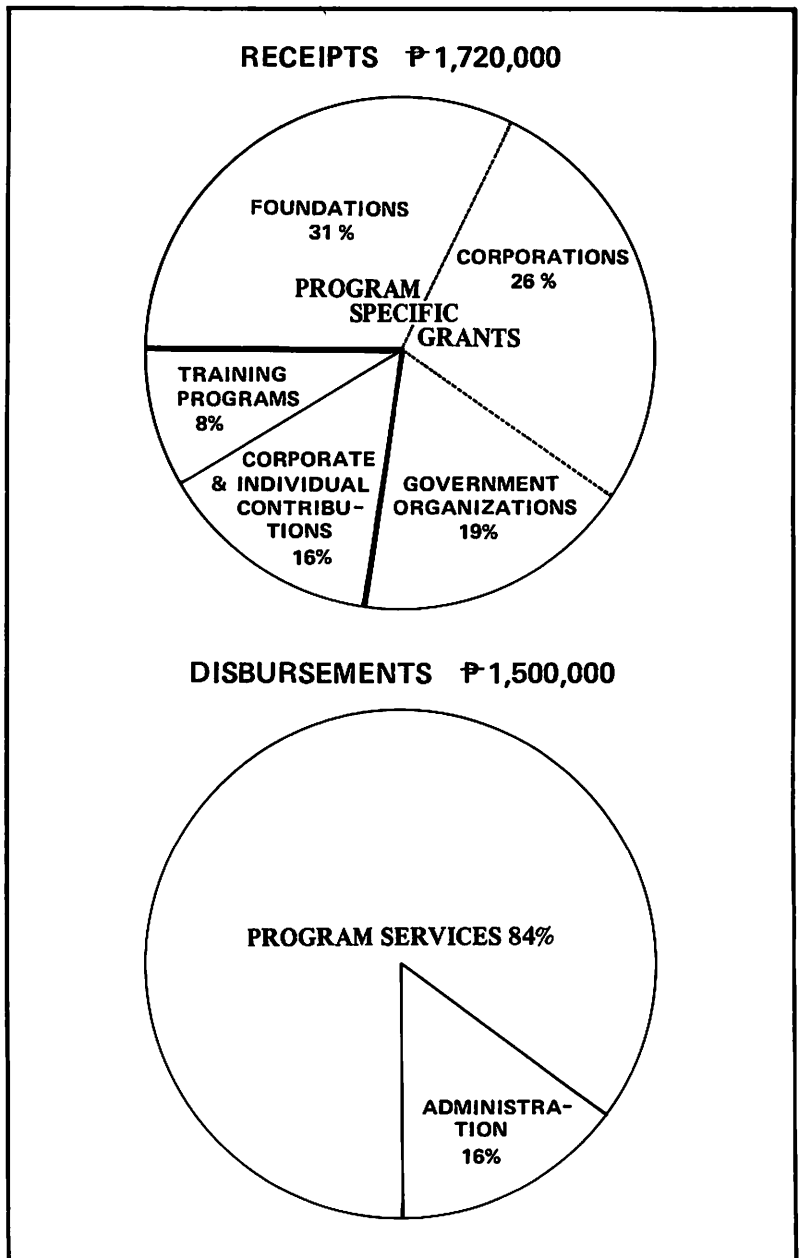 RECEIPTS ₱ 1,720,000
FOUNDATIONS
31 %
CORPORATIONS
26 %
PROGRAM
SPECIFIC
GRANTS
TRAINING
PROGRAMS
8%
CORPORATE
& INDIVIDUAL
CONTRIBU-
TIONS
16%
GOVERNMENT
ORGANIZATIONS
19%
DISBURSEMENTS ₱ 1,500,000
PROGRAM SERVICES 84%
ADMINISTRA-
TION
16%